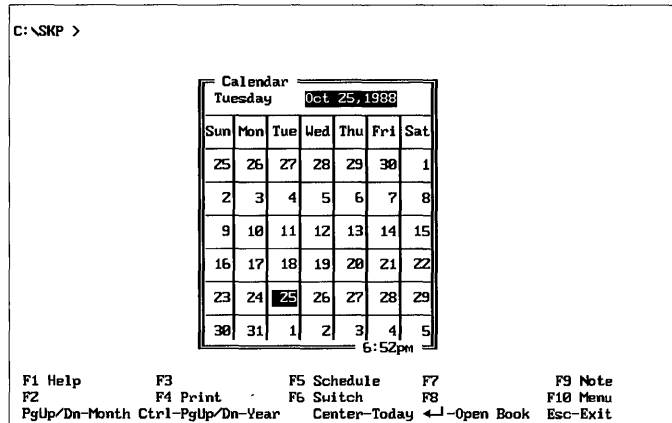 C:\SKP >
Calendar
Tuesday Oct 25,1988
Sun Mon Tue Wed Thu Fri Sat
25 26 27 28 29 30 1
2 3 4 5 6 7 8
9 10 11 12 13 14 15
16 17 18 19 20 21 22
23 24 25 26 27 28 29
30 31 1 2 3 4 5
6:52pm
F1 Help F3 F5 Schedule F7 F9 Note
F2 F4 Print F6 Switch F8 F10 Menu
PgUp/Dn-Month Ctrl-PgUp/Dn-Year Center-Today ←┘-Open Book Esc-Exit